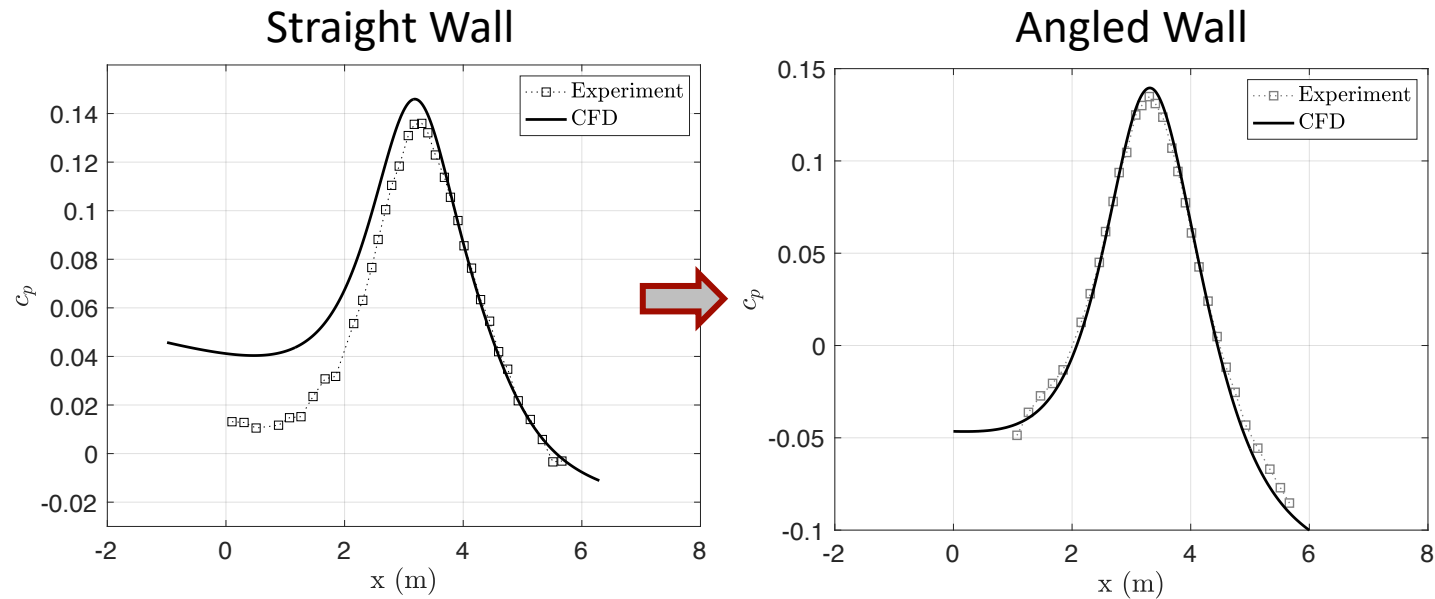 Straight Wall
Experiment
CFD
0.14
0.12
0.1
0.08
0.06
0.04
0.02
0
-0.02
c_p
-2 0 2 4 6 8
x (m)
Angled Wall
Experiment
CFD
0.15
0.1
0.05
0
-0.05
-0.1
c_p
-2 0 2 4 6 8
x (m)